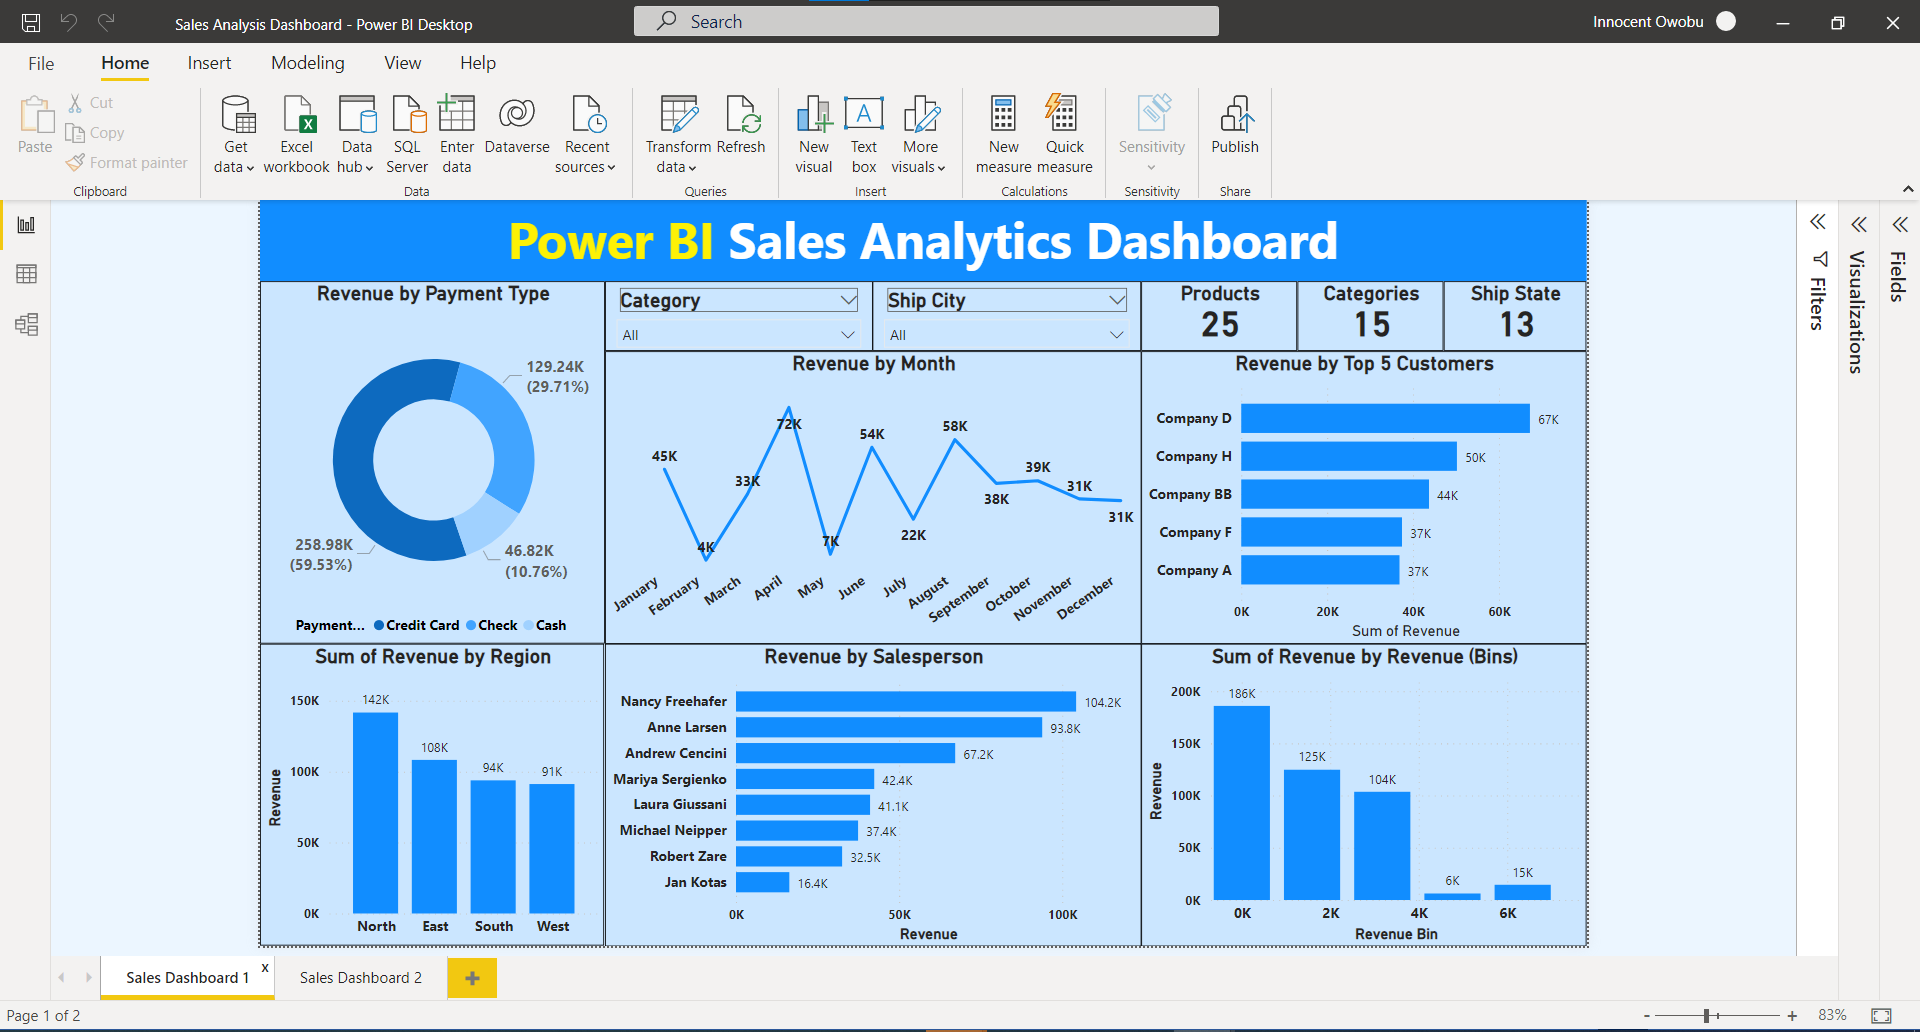 Sales Analysis Dashboard - Power BI Desktop
Search
Innocent Owobu
File Home Insert Modeling View Help
Paste
Cut
Copy
Format painter
Clipboard
Get data
Excel workbook
Data hub
SQL Server
Enter data
Dataverse
Recent sources
Data
Transform data
Refresh
Queries
New visual
Text box
More visuals
Insert
New measure
Quick measure
Calculations
Sensitivity
Sensitivity
Publish
Share
Power BI Sales Analytics Dashboard
Revenue by Payment Type
129.24K
(29.71%)
258.98K
(59.53%)
46.82K
(10.76%)
Payment... Credit Card Check Cash
Category
All
Ship City
All
Products
25
Categories
15
Ship State
13
Revenue by Month
45K
4K
33K
72K
7K
54K
22K
58K
38K
39K
31K
31K
January
February
March
April
May
June
July
August
September
October
November
December
Revenue by Top 5 Customers
Company D 67K
Company H 50K
Company BB 44K
Company F 37K
Company A 37K
0K 20K 40K 60K
Sum of Revenue
Sum of Revenue by Region
Revenue
150K
100K
50K
0K
142K
108K
94K
91K
North East South West
Revenue by Salesperson
Nancy Freehafer 104.2K
Anne Larsen 93.8K
Andrew Cencini 67.2K
Mariya Sergienko 42.4K
Laura Giussani 41.1K
Michael Neipper 37.4K
Robert Zare 32.5K
Jan Kotas 16.4K
0K 50K 100K
Revenue
Sum of Revenue by Revenue (Bins)
Revenue
200K
150K
100K
50K
0K
186K
125K
104K
6K
15K
0K 2K 4K 6K
Revenue Bin
Filters
Visualizations
Fields
Sales Dashboard 1 x
Sales Dashboard 2
+
Page 1 of 2
- + 83%